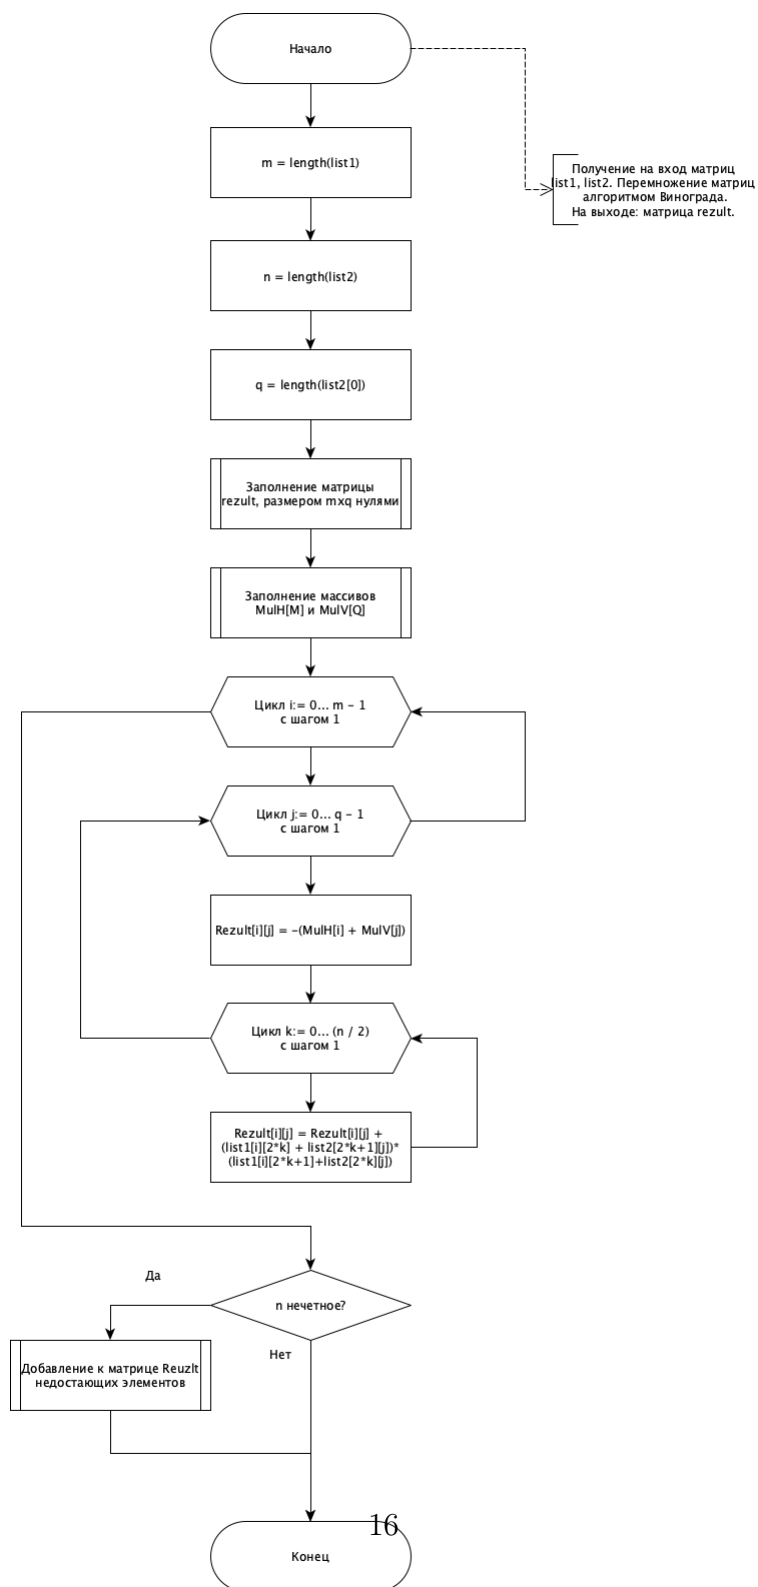 Начало
Получение на вход матриц
list1, list2. Перемножение матриц
алгоритмом Винограда.
На выходе: матрица rezult.
m = length(list1)
n = length(list2)
q = length(list2[0])
Заполнение матрицы
rezult, размером mxq нулями
Заполнение массивов
MulH[M] и MulV[Q]
Цикл i:= 0... m - 1
с шагом 1
Цикл j:= 0... q - 1
с шагом 1
Rezult[i][j] = -(MulH[i] + MulV[j])
Цикл k:= 0... (n / 2)
с шагом 1
Rezult[i][j] = Rezult[i][j] +
(list1[i][2*k] + list2[2*k+1][j])*
(list1[i][2*k+1]+list2[2*k][j])
n нечетное?
Да
Нет
Добавление к матрице Reuzlt
недостающих элементов
16
Конец